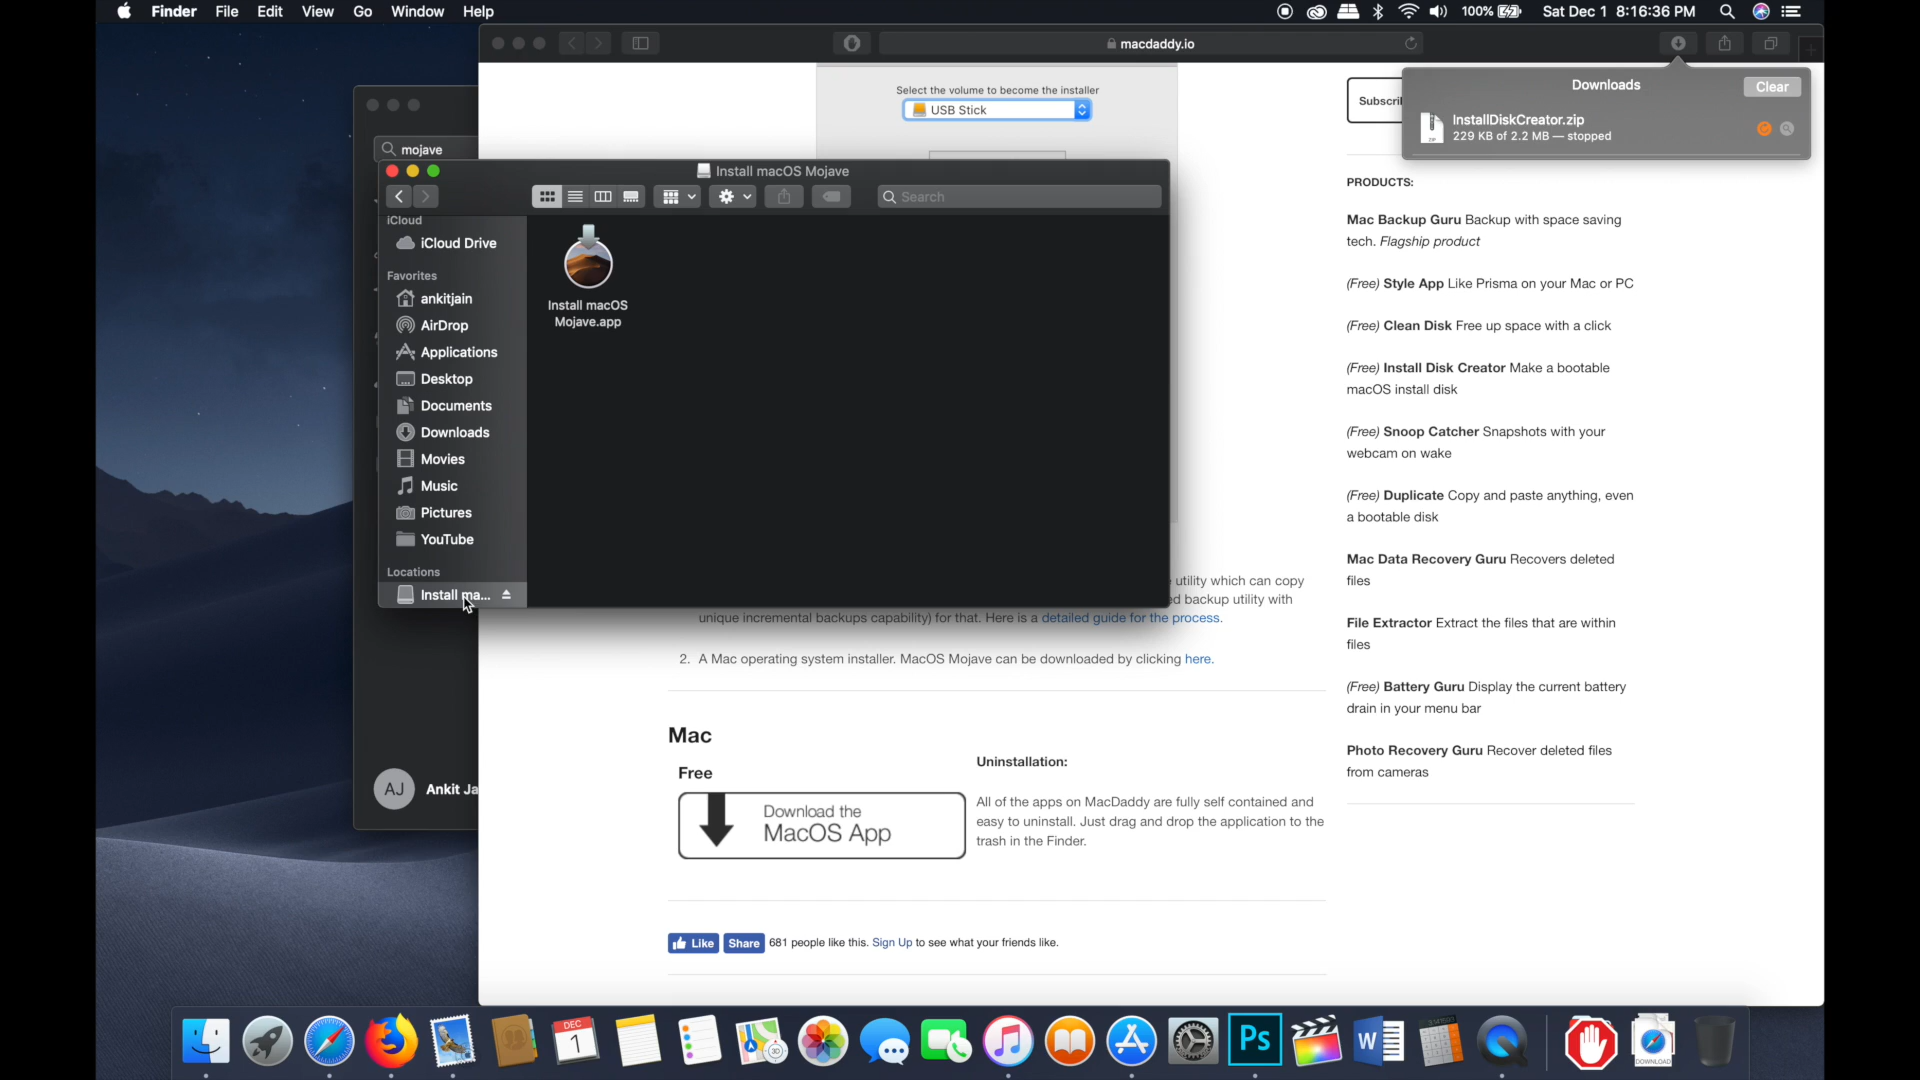 Finder File Edit View Go Window Help
100% Sat Dec 1 8:16:36 PM
macdaddy.io
Select the volume to become the installer
USB Stick
Downloads
Clear
InstallDiskCreator.zip
229 KB of 2.2 MB — stopped
ZIP
mojave
Install macOS Mojave
Search
iCloud
iCloud Drive
Favorites
ankitjain
AirDrop
Applications
Desktop
Documents
Downloads
Movies
Music
Pictures
YouTube
Locations
Install ma...
Install macOS
Mojave.app
AJ Ankit Ja
utility which can copy
ed backup utility with
unique incremental backups capability) for that. Here is a detailed guide for the process.
2. A Mac operating system installer. MacOS Mojave can be downloaded by clicking here.
Mac
Free
Download the
MacOS App
Uninstallation:
All of the apps on MacDaddy are fully self contained and
easy to uninstall. Just drag and drop the application to the
trash in the Finder.
Like Share 681 people like this. Sign Up to see what your friends like.
Subscri
PRODUCTS:
Mac Backup Guru Backup with space saving
tech. Flagship product
(Free) Style App Like Prisma on your Mac or PC
(Free) Clean Disk Free up space with a click
(Free) Install Disk Creator Make a bootable
macOS install disk
(Free) Snoop Catcher Snapshots with your
webcam on wake
(Free) Duplicate Copy and paste anything, even
a bootable disk
Mac Data Recovery Guru Recovers deleted
files
File Extractor Extract the files that are within
files
(Free) Battery Guru Display the current battery
drain in your menu bar
Photo Recovery Guru Recover deleted files
from cameras
DEC
1
3D
Ps
W
DOWNLOAD